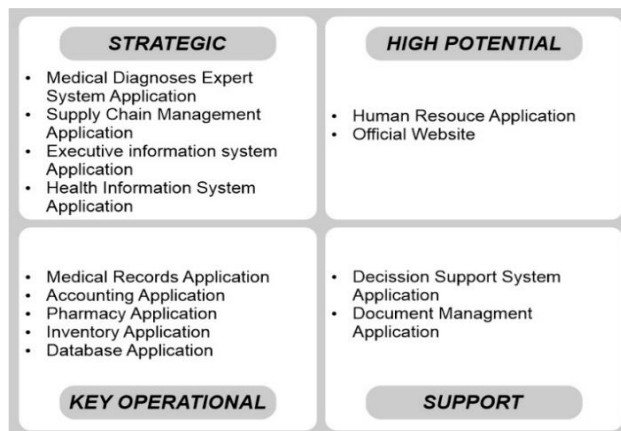 STRATEGIC
• Medical Diagnoses Expert
System Application
• Supply Chain Management
Application
• Executive information system
Application
• Health Information System
Application
HIGH POTENTIAL
• Human Resouce Application
• Official Website
• Medical Records Application
• Accounting Application
• Pharmacy Application
• Inventory Application
• Database Application
KEY OPERATIONAL
• Decission Support System
Application
• Document Managment
Application
SUPPORT